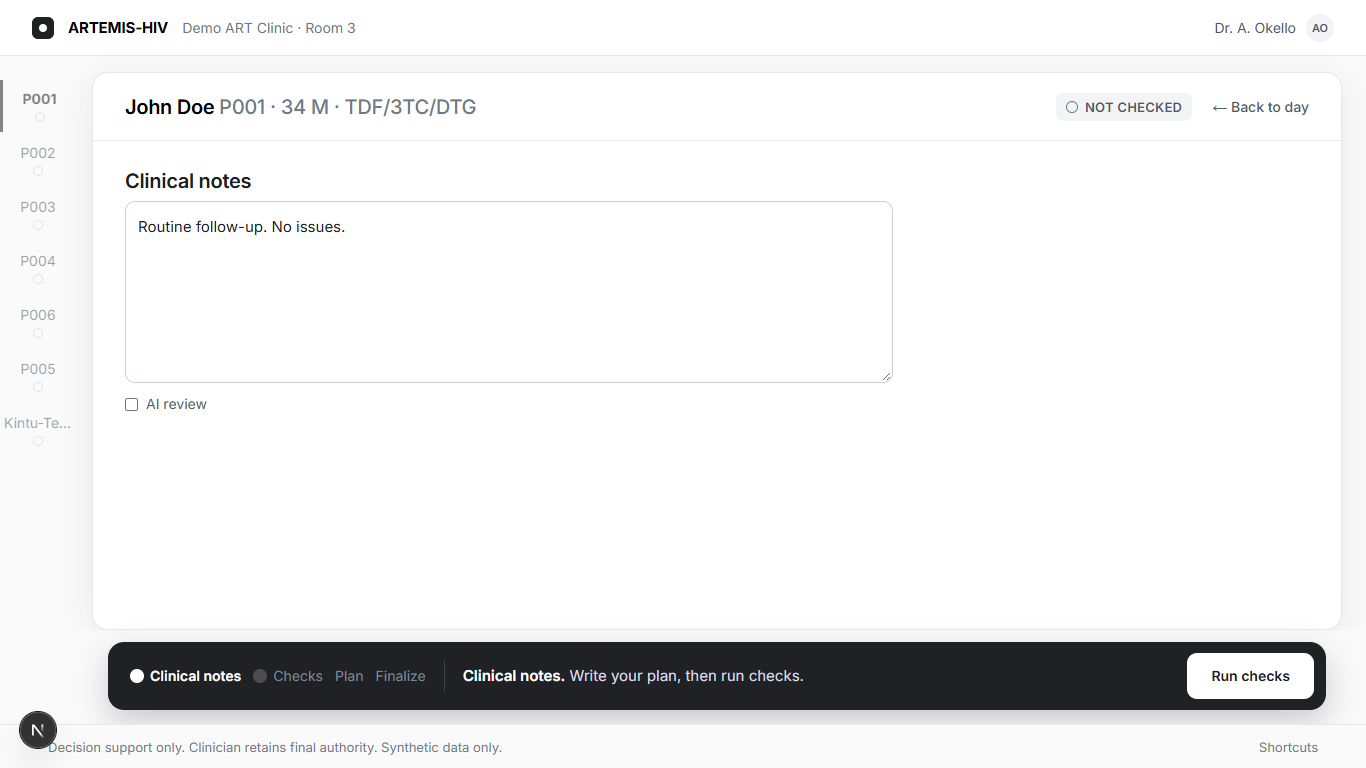 ARTEMIS-HIV Demo ART Clinic · Room 3
Dr. A. Okello AO
P001
P002
P003
P004
P006
P005
Kintu-Te...
John Doe P001 · 34 M · TDF/3TC/DTG
NOT CHECKED
← Back to day
Clinical notes
Routine follow-up. No issues.
AI review
Clinical notes Checks Plan Finalize
Clinical notes. Write your plan, then run checks.
Run checks
N
Decision support only. Clinician retains final authority. Synthetic data only.
Shortcuts